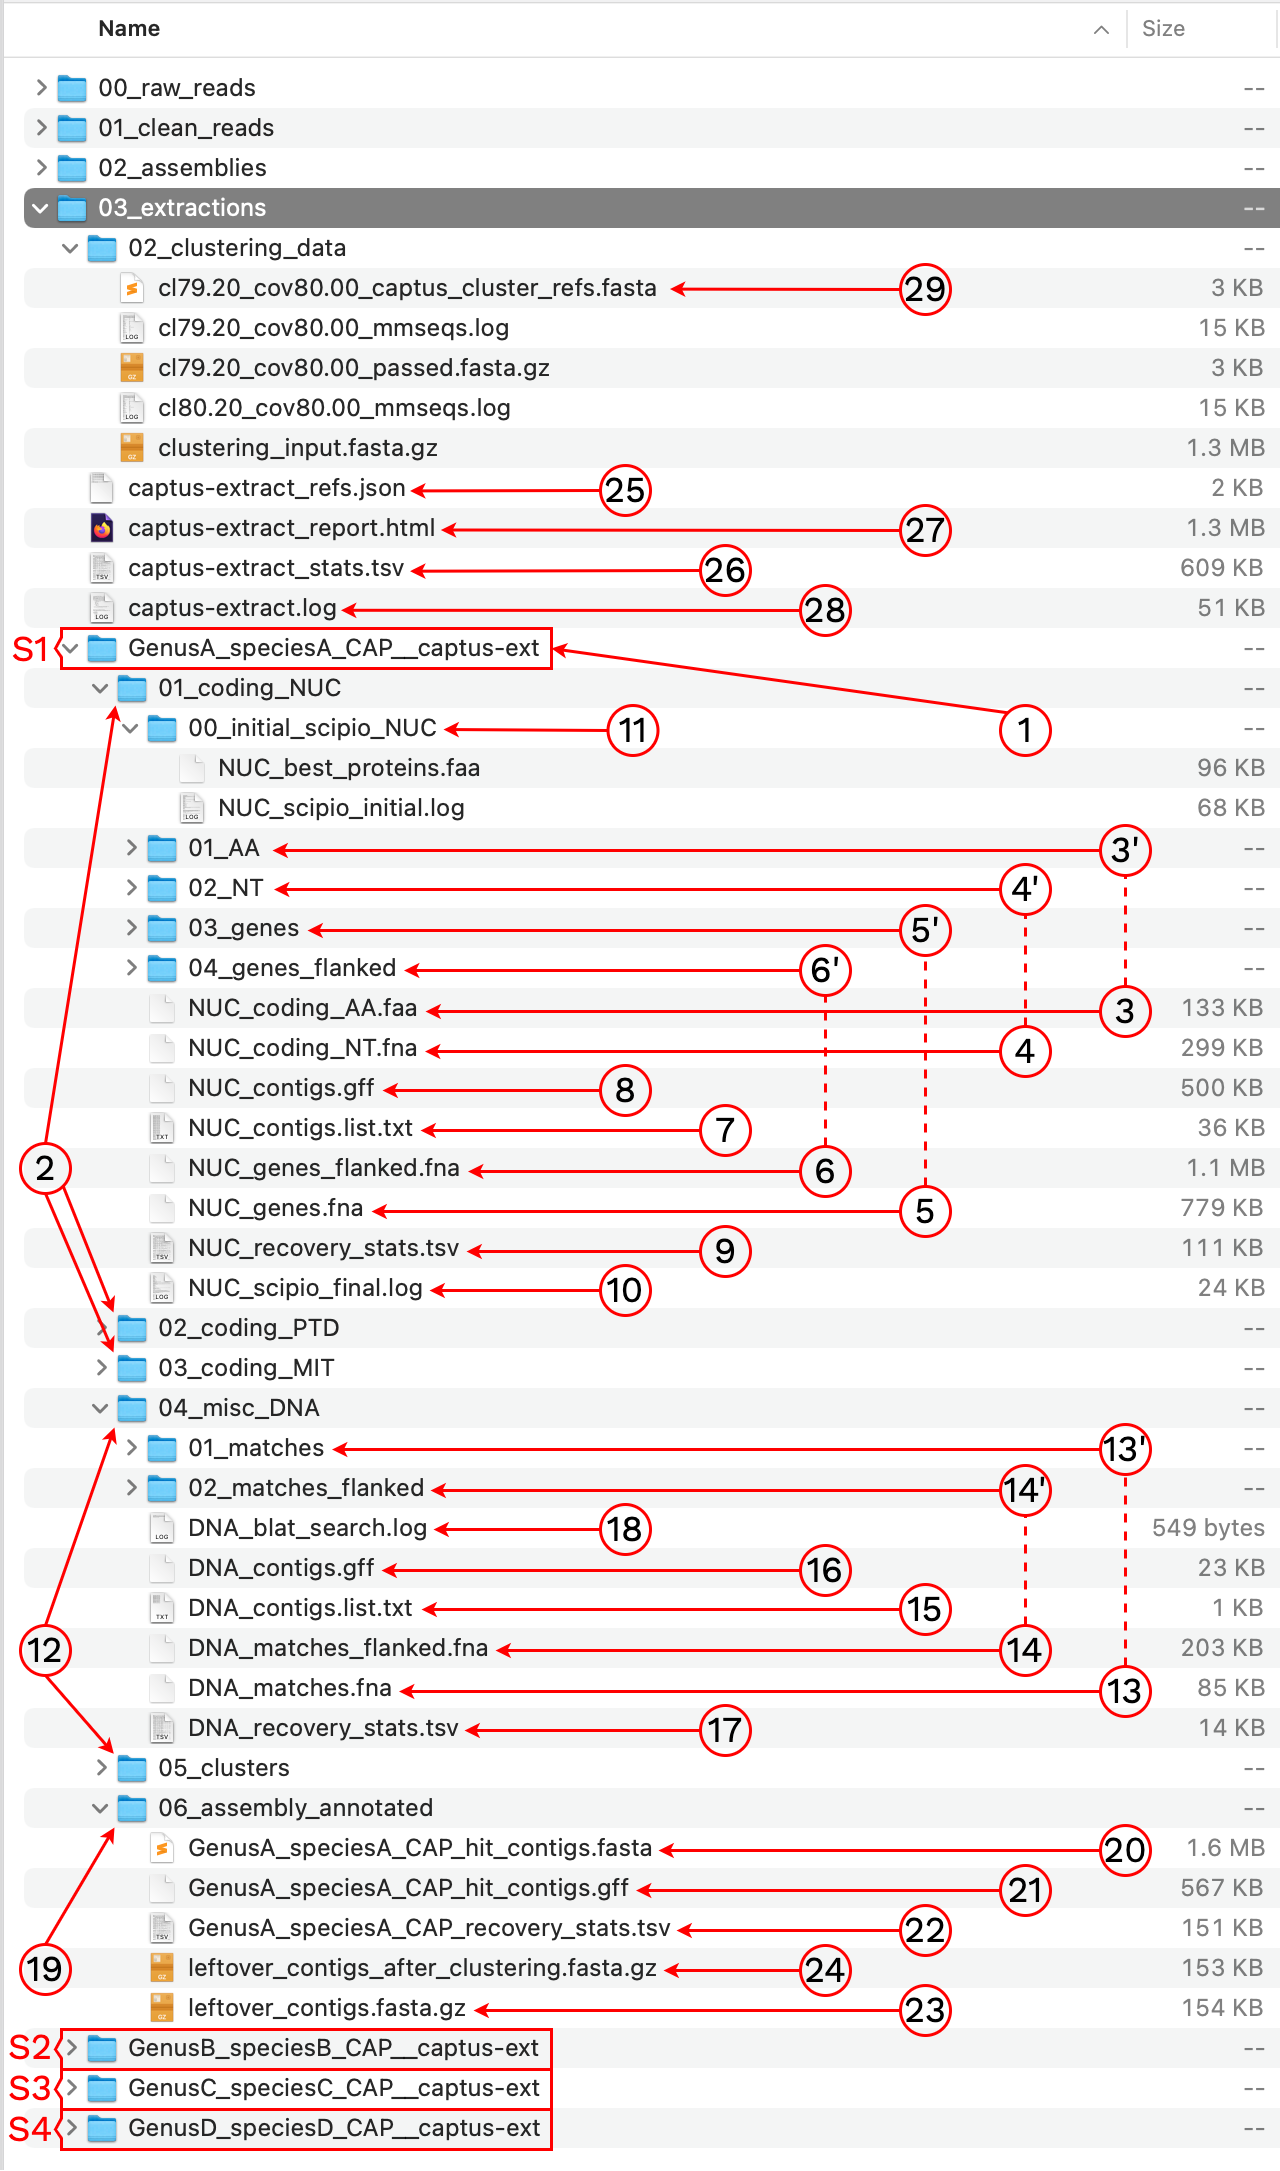 Name Size
00_raw_reads --
01_clean_reads --
02_assemblies --
03_extractions --
02_clustering_data --
cl79.20_cov80.00_captus_cluster_refs.fasta 29 3 KB
cl79.20_cov80.00_mmseqs.log 15 KB
cl79.20_cov80.00_passed.fasta.gz 3 KB
cl80.20_cov80.00_mmseqs.log 15 KB
clustering_input.fasta.gz 1.3 MB
captus-extract_refs.json 25 2 KB
captus-extract_report.html 27 1.3 MB
captus-extract_stats.tsv 26 609 KB
captus-extract.log 28 51 KB
S1 GenusA_speciesA_CAP__captus-ext --
01_coding_NUC --
00_initial_scipio_NUC 11 1 --
NUC_best_proteins.faa 96 KB
NUC_scipio_initial.log 68 KB
01_AA 3' --
02_NT 4' --
03_genes 5' --
04_genes_flanked 6' --
NUC_coding_AA.faa 3 133 KB
NUC_coding_NT.fna 4 299 KB
NUC_contigs.gff 8 500 KB
NUC_contigs.list.txt 7 36 KB
2 NUC_genes_flanked.fna 6 1.1 MB
NUC_genes.fna 5 779 KB
NUC_recovery_stats.tsv 9 111 KB
NUC_scipio_final.log 10 24 KB
02_coding_PTD --
03_coding_MIT --
04_misc_DNA --
01_matches 13' --
02_matches_flanked 14' --
DNA_blat_search.log 18 549 bytes
DNA_contigs.gff 16 23 KB
DNA_contigs.list.txt 15 1 KB
12 DNA_matches_flanked.fna 14 203 KB
DNA_matches.fna 13 85 KB
DNA_recovery_stats.tsv 17 14 KB
05_clusters --
06_assembly_annotated --
GenusA_speciesA_CAP_hit_contigs.fasta 20 1.6 MB
GenusA_speciesA_CAP_hit_contigs.gff 21 567 KB
GenusA_speciesA_CAP_recovery_stats.tsv 22 151 KB
19 leftover_contigs_after_clustering.fasta.gz 24 153 KB
leftover_contigs.fasta.gz 23 154 KB
S2 GenusB_speciesB_CAP__captus-ext --
S3 GenusC_speciesC_CAP__captus-ext --
S4 GenusD_speciesD_CAP__captus-ext --